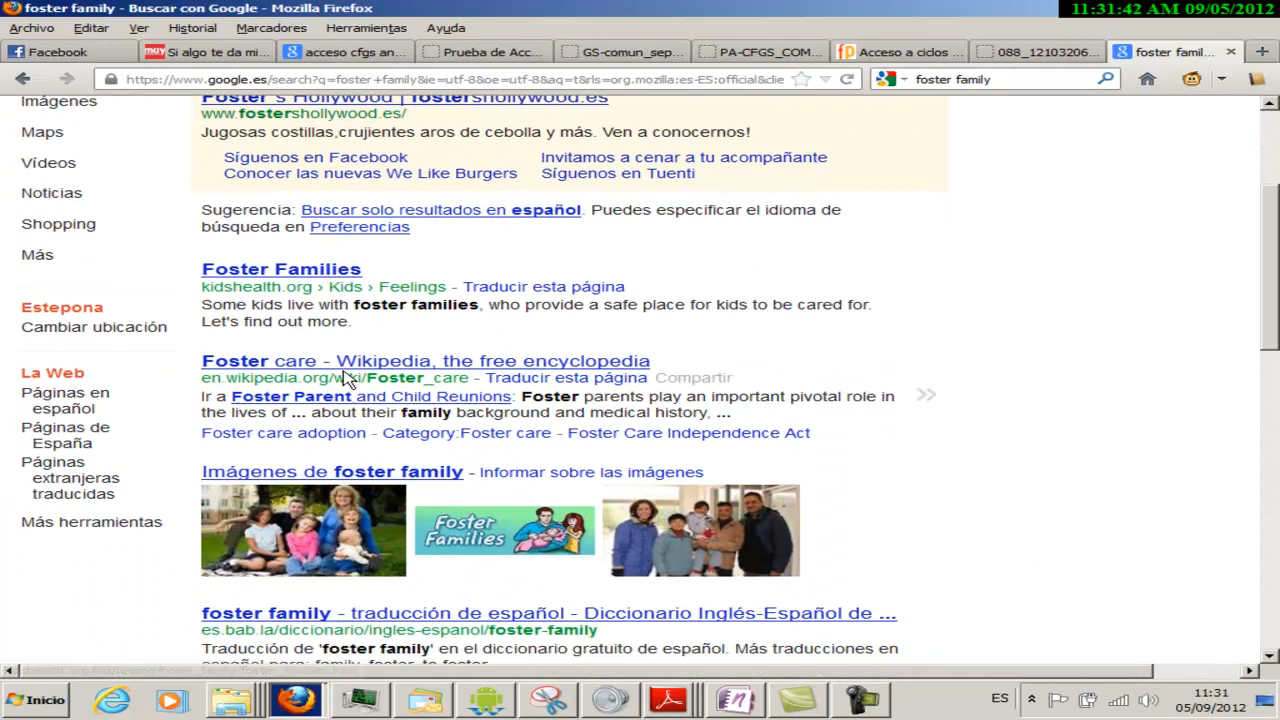 foster family - Buscar con Google - Mozilla Firefox
11:31:42 AM 09/05/2012
Archivo Editar Ver Historial Marcadores Herramientas Ayuda
Facebook
Si algo te da mi...
acceso cfgs an...
Prueba de Acc...
GS-comun_sep...
PA-CFGS_COM...
Acceso a ciclos ...
088_12103206...
foster famil...
https://www.google.es/search?q=foster+family&ie=utf-8&oe=utf-8&aq=t&rls=org.mozilla:es-ES:official&clie
foster family
Imágenes
Maps
Vídeos
Noticias
Shopping
Más
Estepona
Cambiar ubicación
La Web
Páginas en español
Páginas de España
Páginas extranjeras traducidas
Más herramientas
Foster's Hollywood | fostershollywood.es
www.fostershollywood.es/
Jugosas costillas,crujientes aros de cebolla y más. Ven a conocernos!
Síguenos en Facebook Invitamos a cenar a tu acompañante
Conocer las nuevas We Like Burgers Síguenos en Tuenti
Sugerencia: Buscar solo resultados en español. Puedes especificar el idioma de
búsqueda en Preferencias
Foster Families
kidshealth.org › Kids › Feelings - Traducir esta página
Some kids live with foster families, who provide a safe place for kids to be cared for.
Let's find out more.
Foster care - Wikipedia, the free encyclopedia
en.wikipedia.org/wiki/Foster_care - Traducir esta página Compartir
Ir a Foster Parent and Child Reunions: Foster parents play an important pivotal role in
the lives of ... about their family background and medical history, ...
Foster care adoption - Category:Foster care - Foster Care Independence Act
Imágenes de foster family - Informar sobre las imágenes
Foster
Families
foster family - traducción de español - Diccionario Inglés-Español de ...
es.bab.la/diccionario/ingles-espanol/foster-family
Traducción de 'foster family' en el diccionario gratuito de español. Más traducciones en
español para: family, foster, to foster
Inicio
ES
11:31
05/09/2012